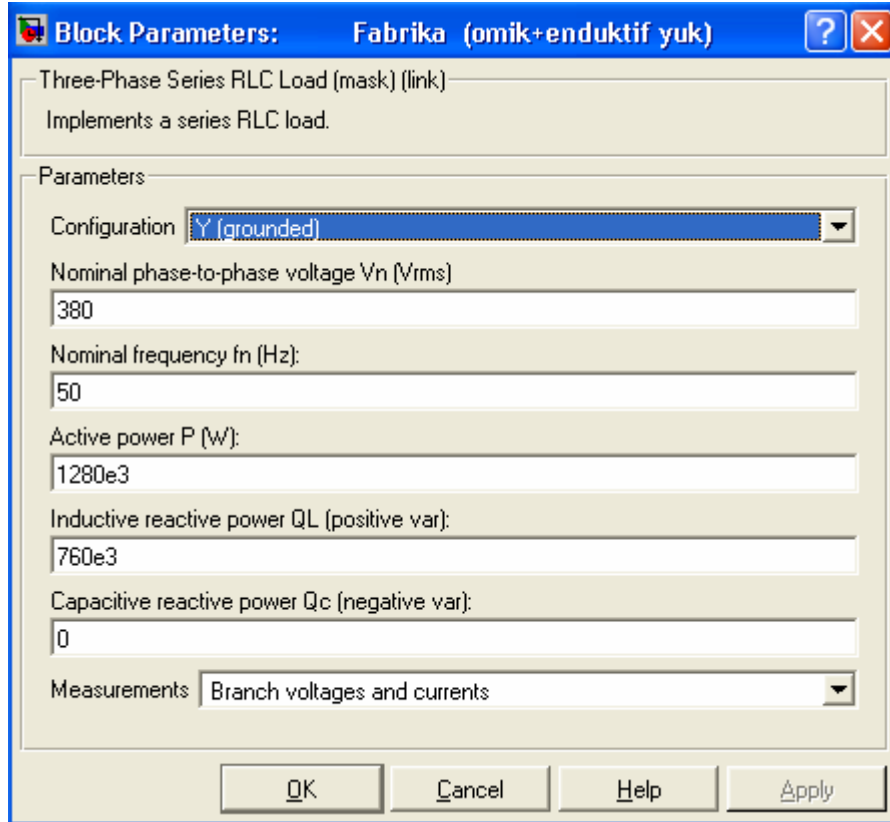 Block Parameters: Fabrika (omik+enduktif yuk)
Three-Phase Series RLC Load (mask) (link)
Implements a series RLC load.
Parameters
Configuration Y (grounded)
Nominal phase-to-phase voltage Vn (Vrms)
380
Nominal frequency fn (Hz):
50
Active power P (W):
1280e3
Inductive reactive power QL (positive var):
760e3
Capacitive reactive power Qc (negative var):
0
Measurements Branch voltages and currents
OK Cancel Help Apply